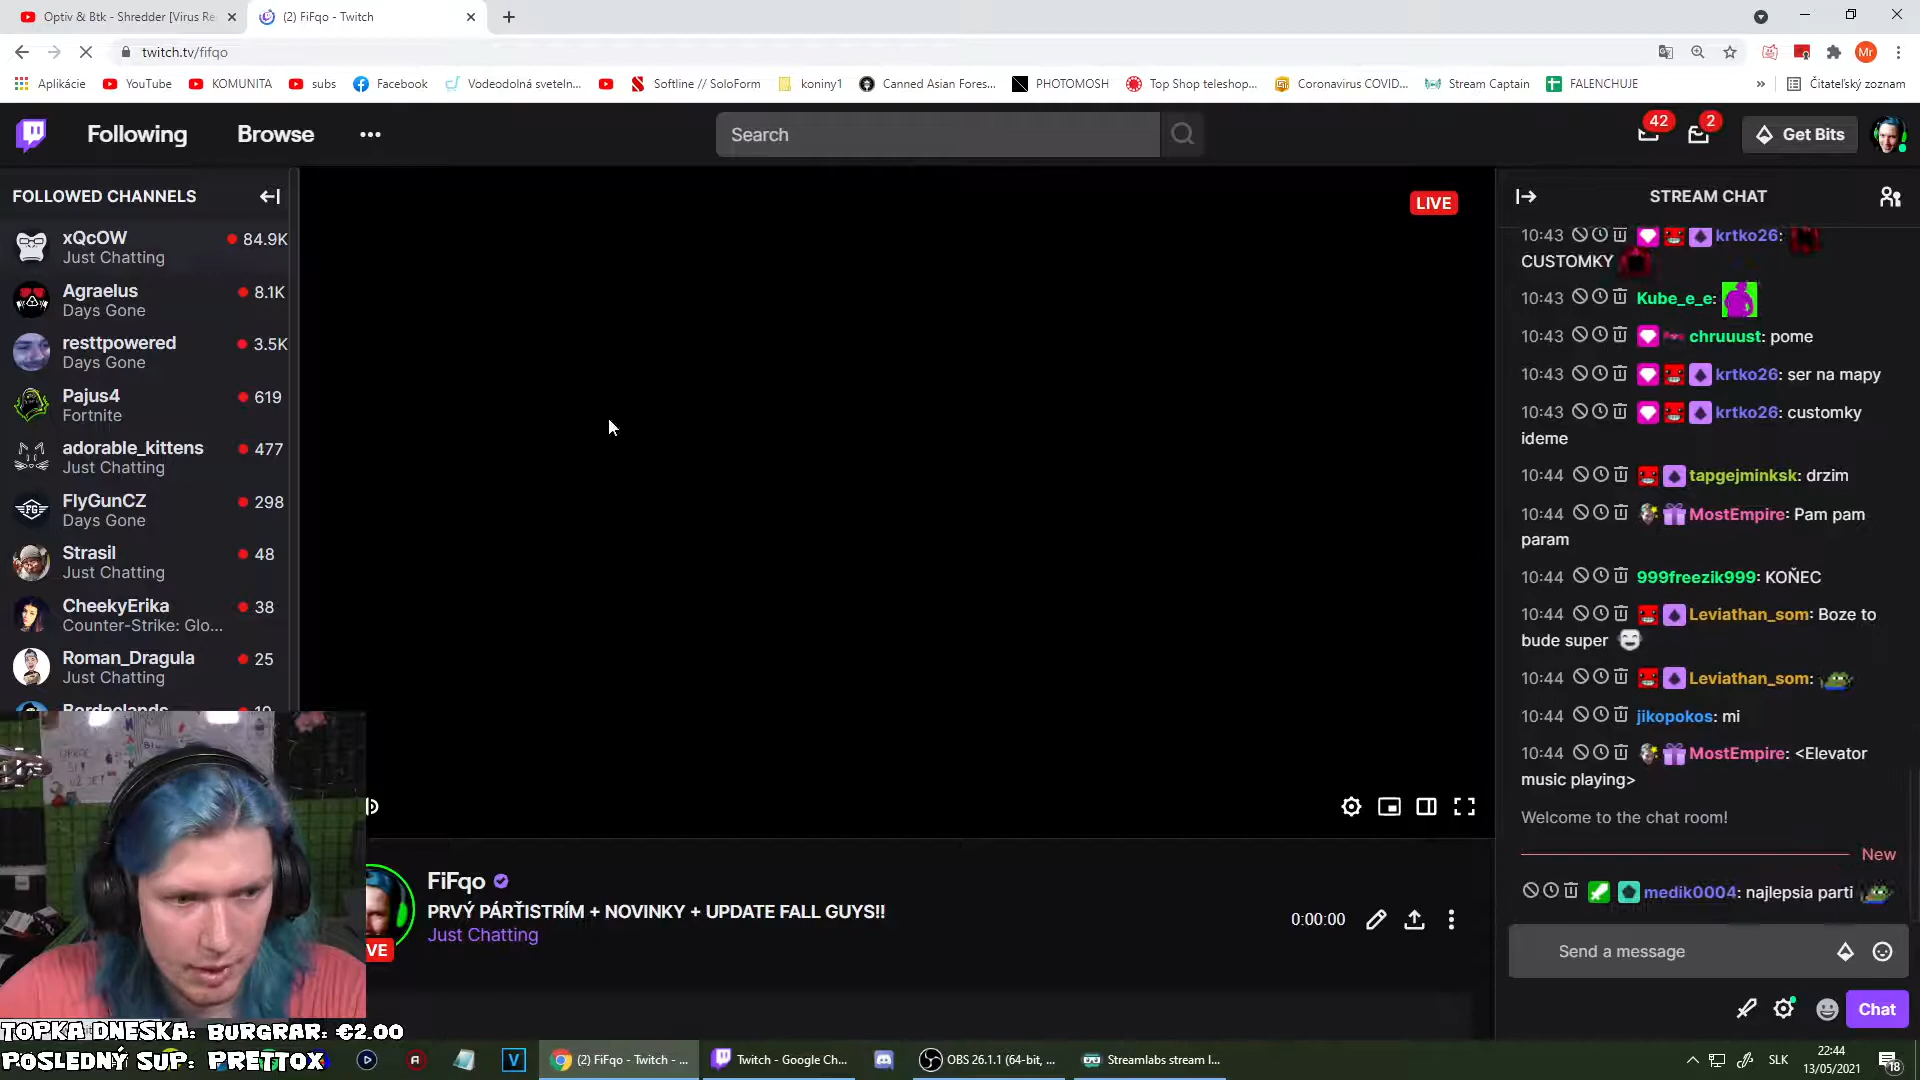 Optiv & Btk - Shredder [Virus Re
(2) FiFqo - Twitch
twitch.tv/fifqo
Mr
Aplikácie
YouTube
KOMUNITA
subs
Facebook
Vodeodolná sveteln...
Softline // SoloForm
koniny1
Canned Asian Fores...
PHOTOMOSH
Top Shop teleshop...
Coronavirus COVID...
Stream Captain
FALENCHUJE
»
Čitateľský zoznam
Following
Browse
Search
42
2
Get Bits
FOLLOWED CHANNELS
xQcOW
84.9K
Just Chatting
Agraelus
8.1K
Days Gone
resttpowered
3.5K
Days Gone
Pajus4
619
Fortnite
adorable_kittens
477
Just Chatting
FlyGunCZ
298
Days Gone
Strasil
48
Just Chatting
CheekyErika
38
Counter-Strike: Glo...
Roman_Dragula
25
Just Chatting
LIVE
FiFqo
PRVÝ PÁRŤISTRÍM + NOVINKY + UPDATE FALL GUYS!!
Just Chatting
0:00:00
STREAM CHAT
10:43 krtko26:
CUSTOMKY
10:43 Kube_e_e:
10:43 chruuust: pome
10:43 krtko26: ser na mapy
10:43 krtko26: customky
ideme
10:44 tapgejminksk: drzim
10:44 MostEmpire: Pam pam
param
10:44 999freezik999: KOŇEC
10:44 Leviathan_som: Boze to
bude super
10:44 Leviathan_som:
10:44 jikopokos: mi
10:44 MostEmpire: <Elevator
music playing>
Welcome to the chat room!
New
medik0004: najlepsia parti
Send a message
Chat
TOPKA DNESKA: BURGRAR: €2.00
POSLEDNÝ SUP: PRETTOX
(2) FiFqo - Twitch - ...
Twitch - Google Ch...
OBS 26.1.1 (64-bit, ...
Streamlabs stream l...
SLK
22:44
13/05/2021
18